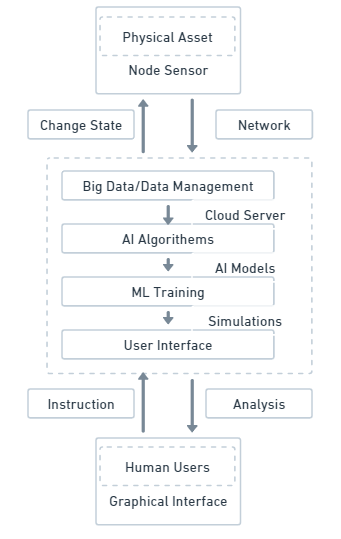 Physical Asset
Node Sensor
Change State
Network
Big Data/Data Management
Cloud Server
AI Algorithems
AI Models
ML Training
Simulations
User Interface
Instruction
Analysis
Human Users
Graphical Interface